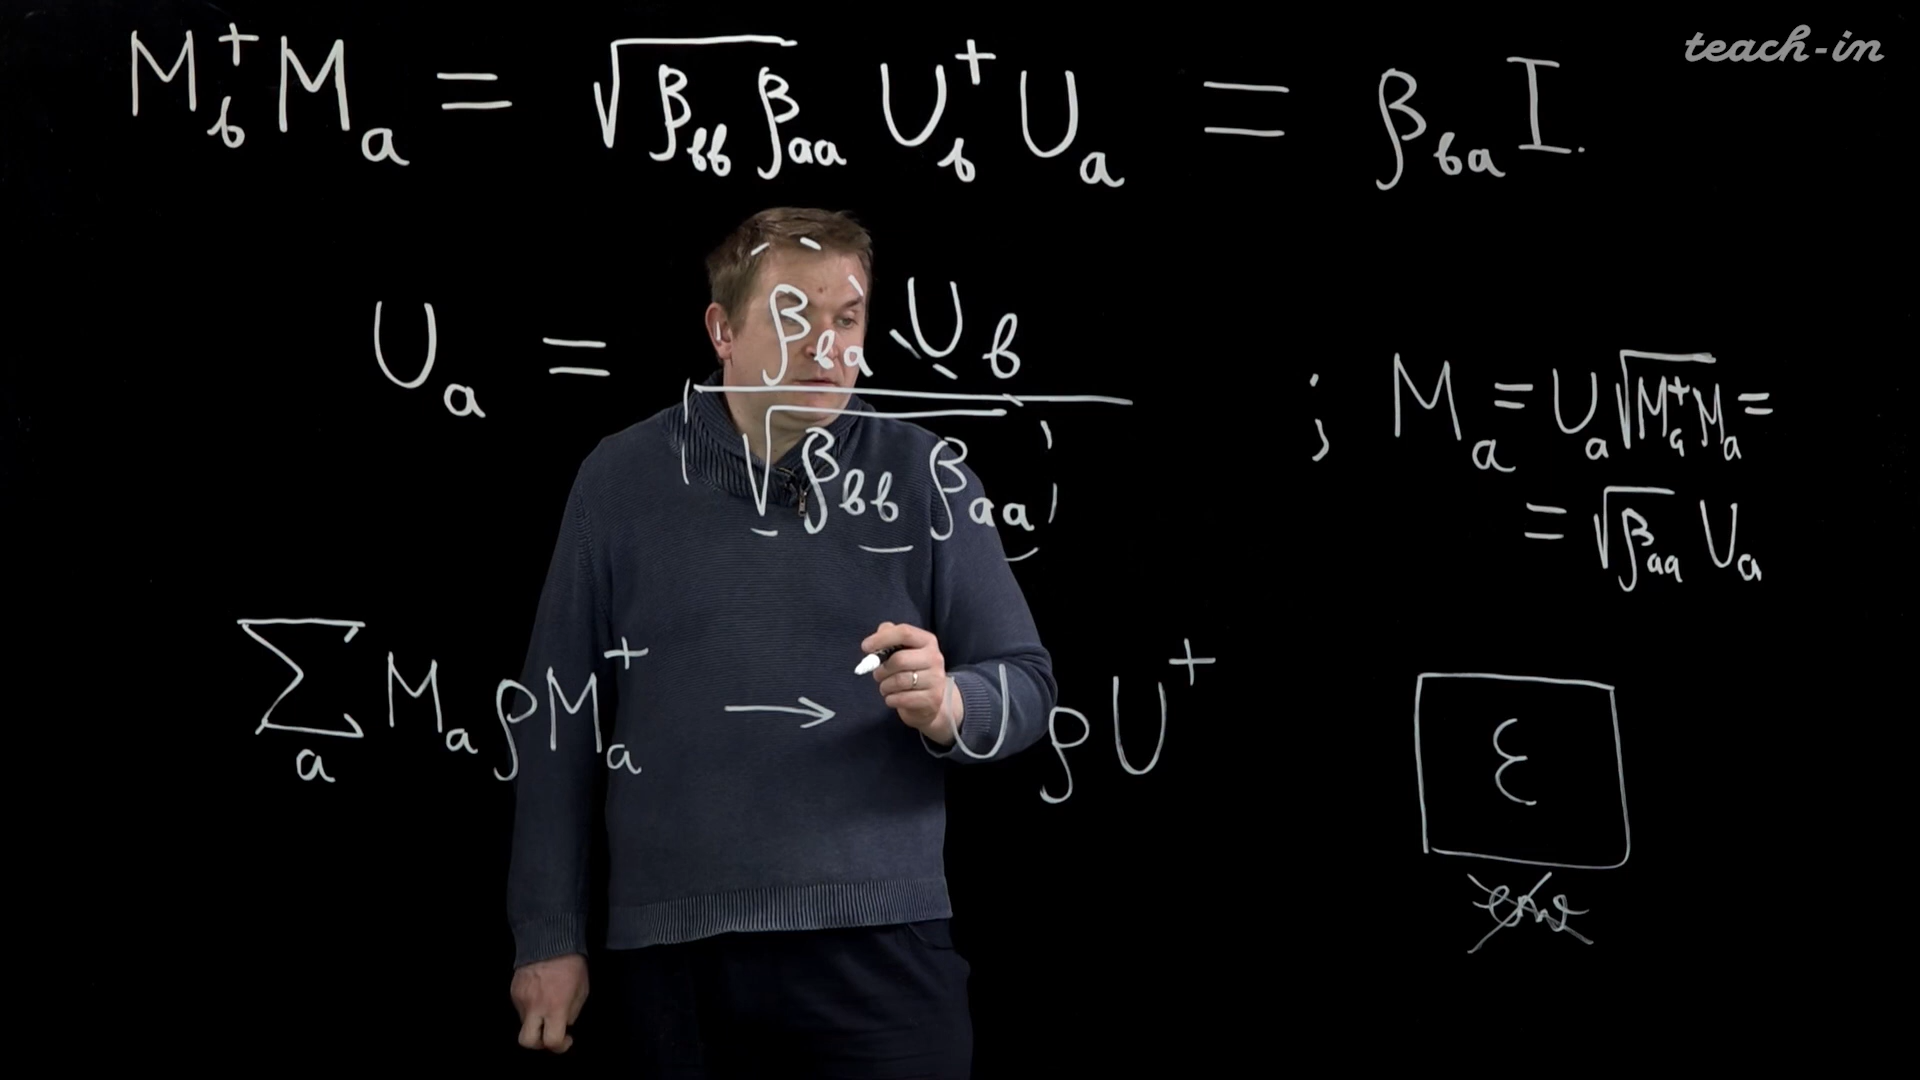 teach-in
M_b^+ M_a = √(β_bb β_aa) U_b^+ U_a = β_ba I.
U_a = β_ba U_b / √(β_bb β_aa) ; M_a = U_a √(M_a^+ M_a) =
= √β_aa U_a
∑_a M_a ρ M_a^+ → U ρ U^+
ε